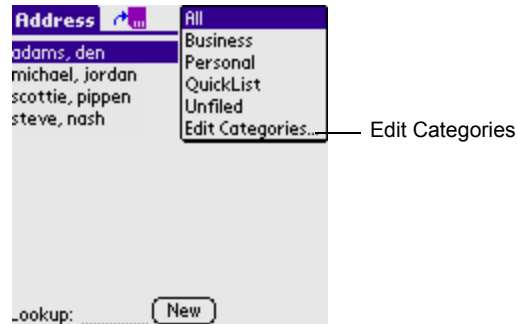 Address
All
Business
Personal
QuickList
Unfiled
Edit Categories...
Edit Categories
adams, den
michael, jordan
scottie, pippen
steve, nash
Lookup:
New